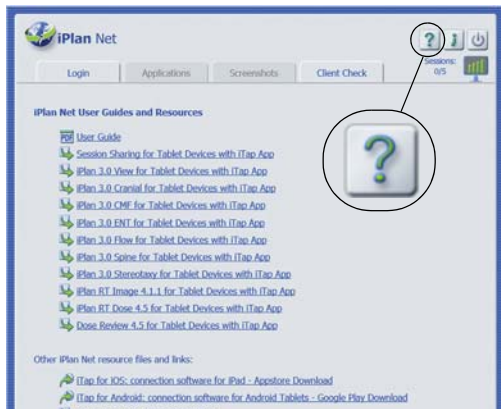 iPlan Net
Sessions:
0/5
Login
Applications
Screenshots
Client Check
iPlan Net User Guides and Resources
PDF User Guide
Session Sharing for Tablet Devices with iTap App
iPlan 3.0 View for Tablet Devices with iTap App
iPlan 3.0 Cranial for Tablet Devices with iTap App
iPlan 3.0 CMF for Tablet Devices with iTap App
iPlan 3.0 ENT for Tablet Devices with iTap App
iPlan 3.0 Flow for Tablet Devices with iTap App
iPlan 3.0 Spine for Tablet Devices with iTap App
iPlan 3.0 Stereotaxy for Tablet Devices with iTap App
iPlan RT Image 4.1.1 for Tablet Devices with iTap App
iPlan RT Dose 4.5 for Tablet Devices with iTap App
Dose Review 4.5 for Tablet Devices with iTap App
Other iPlan Net resource files and links:
iTap for iOS: connection software for iPad - Appstore Download
iTap for Android: connection software for Android Tablets - Google Play Download